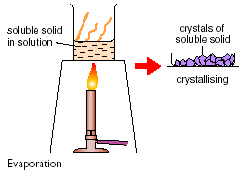 soluble solid
in solution
crystals of
soluble solid
crystallising
Evaporation